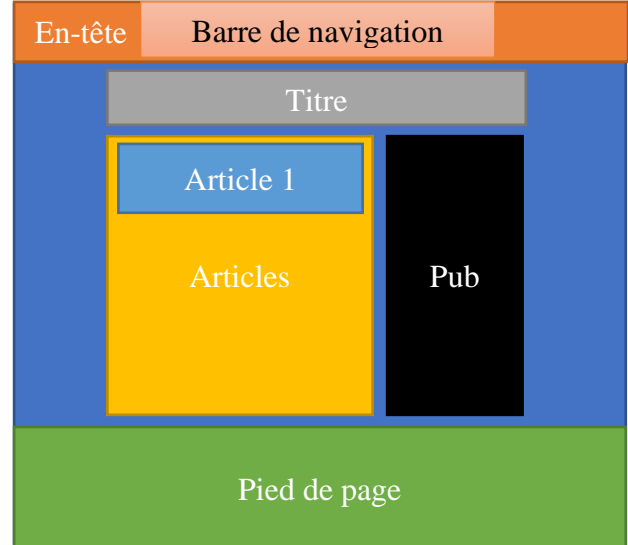 En-tête
Barre de navigation
Titre
Article 1
Articles
Pub
Pied de page